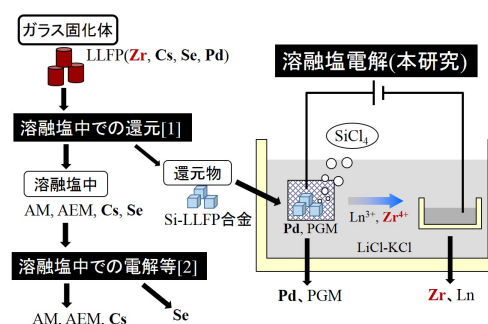 ガラス固化体
LLFP(Zr, Cs, Se, Pd)
溶融塩中での還元[1]
溶融塩中
AM, AEM, Cs, Se
還元物
Si-LLFP合金
溶融塩中での電解等[2]
AM, AEM, Cs
Se
溶融塩電解(本研究)
SiCl4
Pd, PGM
Ln3+, Zr4+
LiCl-KCl
Pd、PGM
Zr、Ln